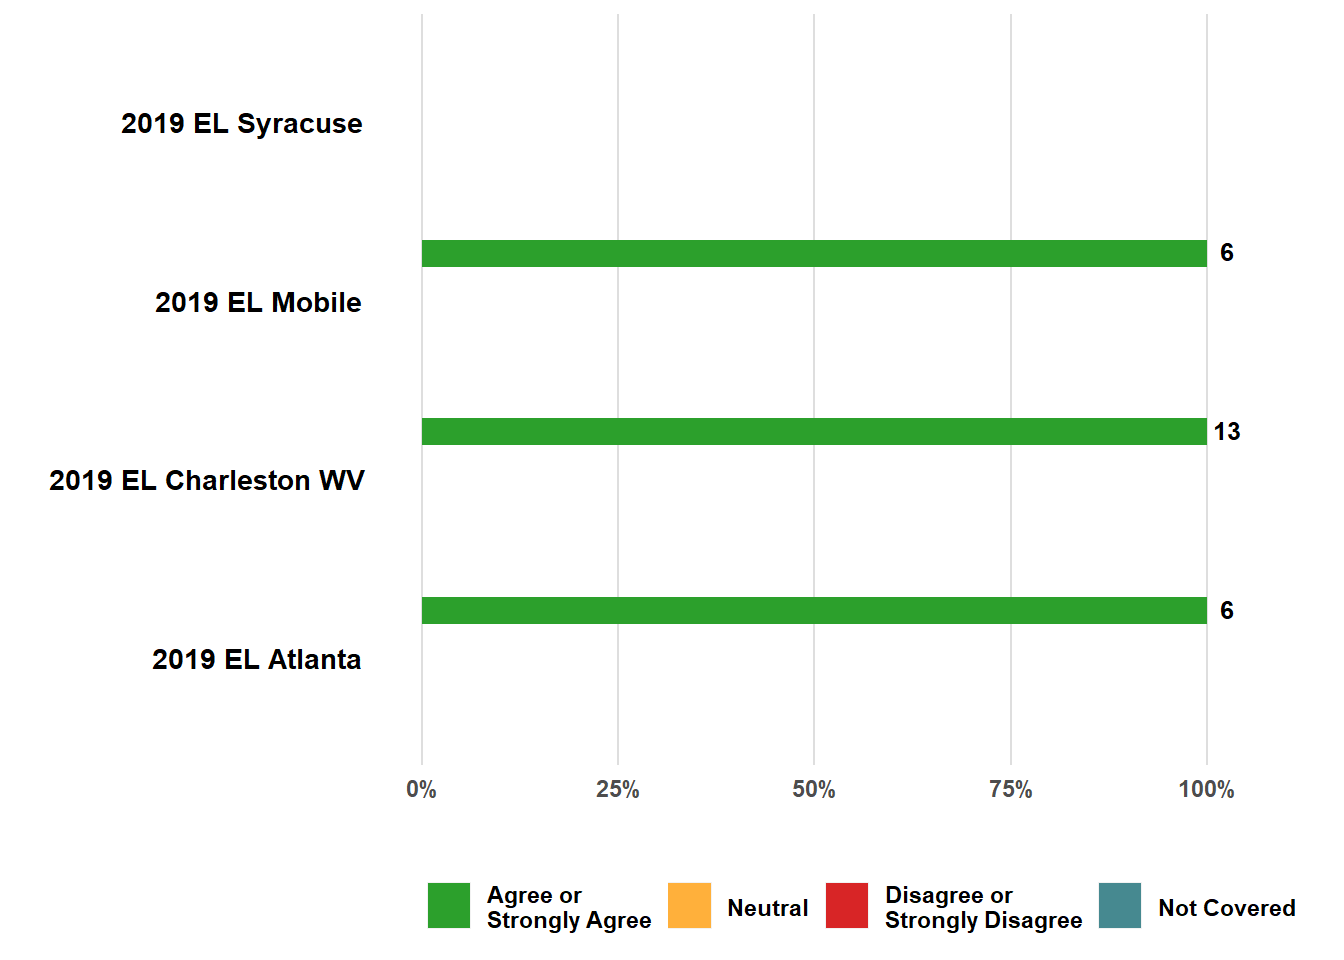 2019 EL Syracuse
6
2019 EL Mobile
13
2019 EL Charleston WV
6
2019 EL Atlanta
0% 25% 50% 75% 100%
Agree or
Strongly Agree
Neutral
Disagree or
Strongly Disagree
Not Covered